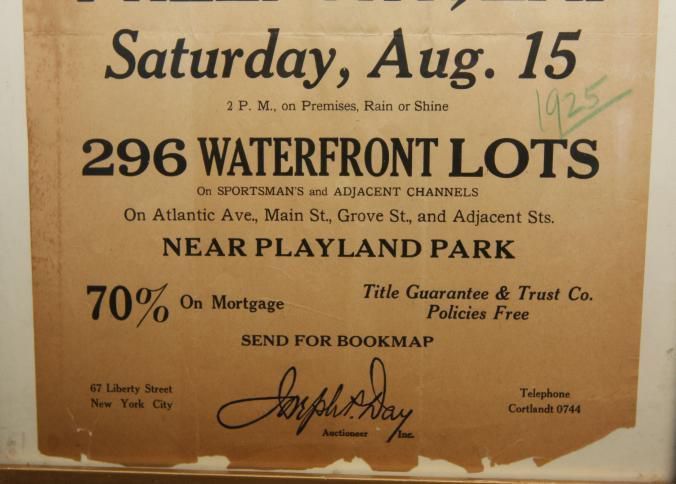 FREEPORT, L.I.
Saturday, Aug. 15
1925
2 P. M., on Premises, Rain or Shine
296 WATERFRONT LOTS
On SPORTSMAN'S and ADJACENT CHANNELS
On Atlantic Ave., Main St., Grove St., and Adjacent Sts.
NEAR PLAYLAND PARK
70% On Mortgage
Title Guarantee & Trust Co.
Policies Free
SEND FOR BOOKMAP
67 Liberty Street
New York City
Joseph P. Day
Auctioneer Inc.
Telephone
Cortlandt 0744